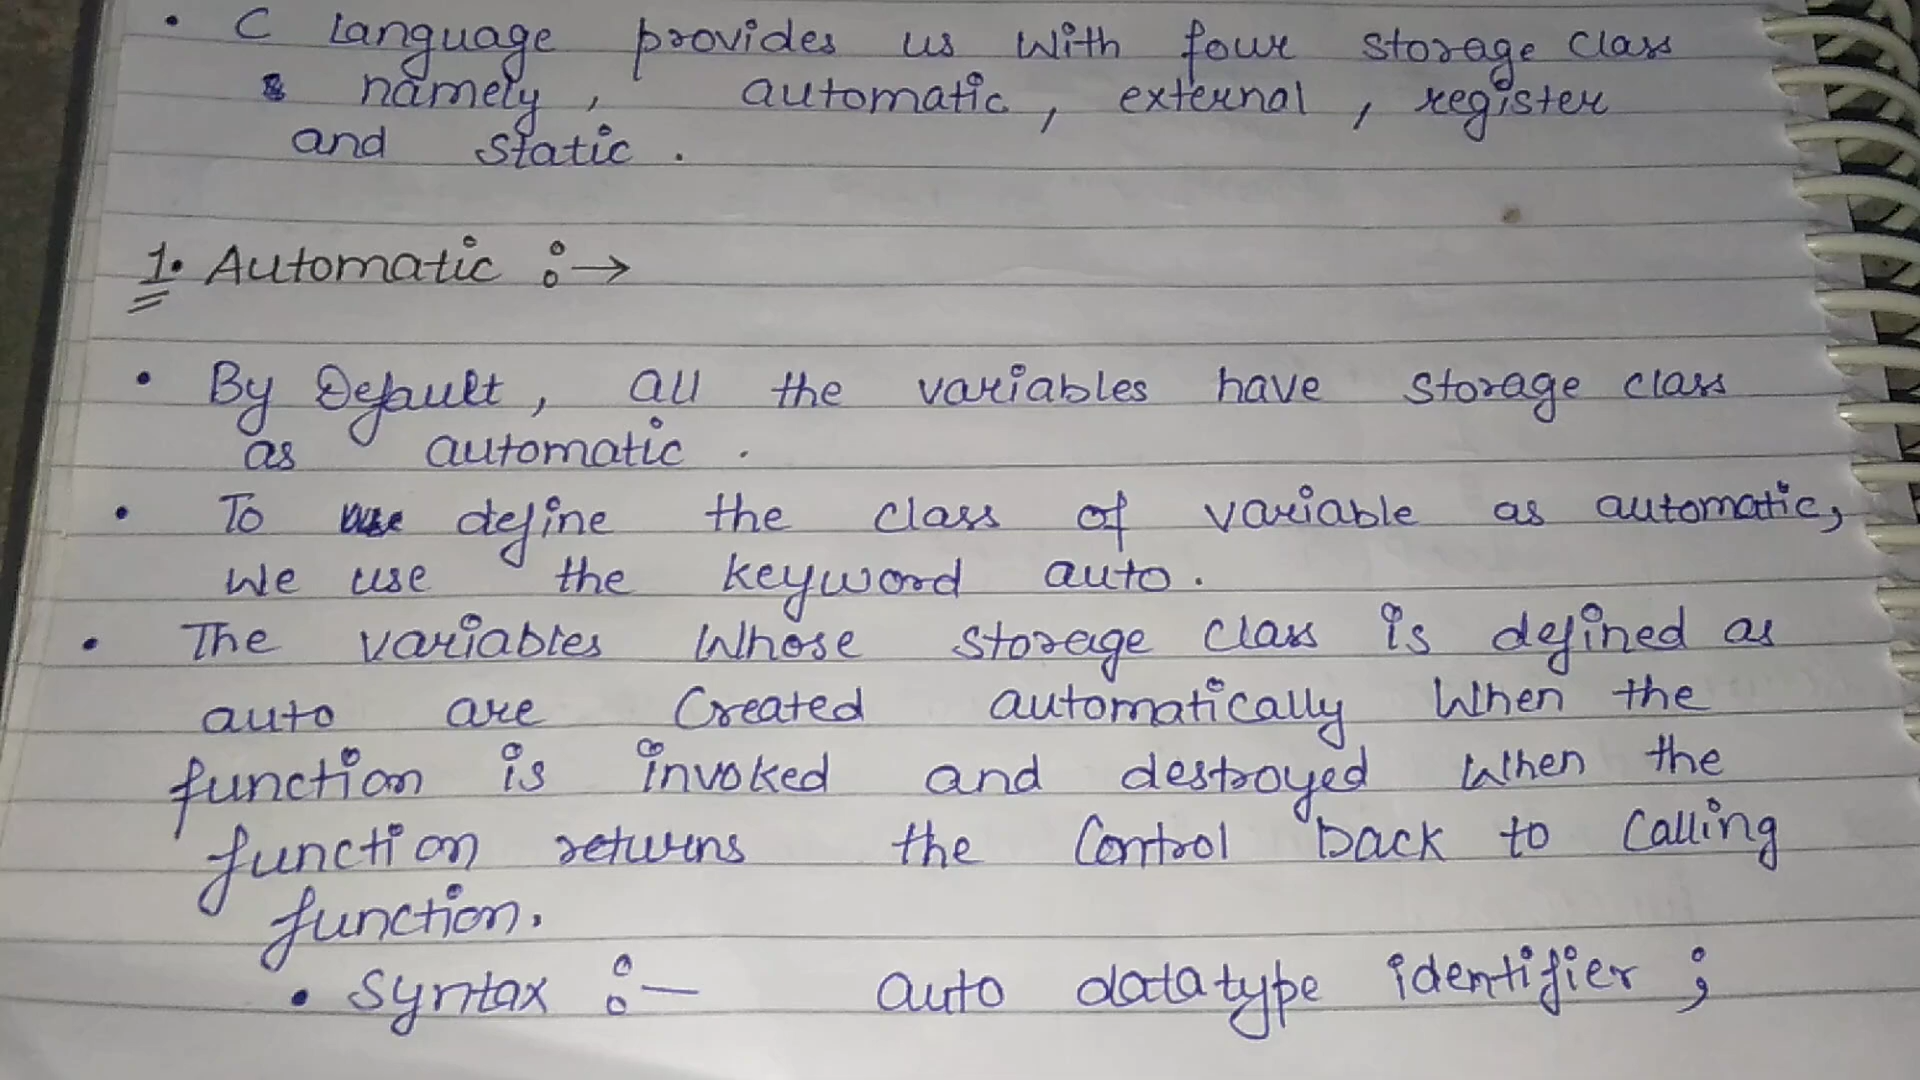 • C Language provides us With four storage class
namely, automatic, external, register
and static.
1. Automatic :→
• By Default, all the variables have storage class
as automatic.
• To define the class of variable as automatic,
We use the keyword auto.
• The variables Whose storage class is defined as
auto are Created automatically When the
function is invoked and destroyed When the
function returns the Control back to Calling
function.
• Syntax :— auto datatype identifier ;